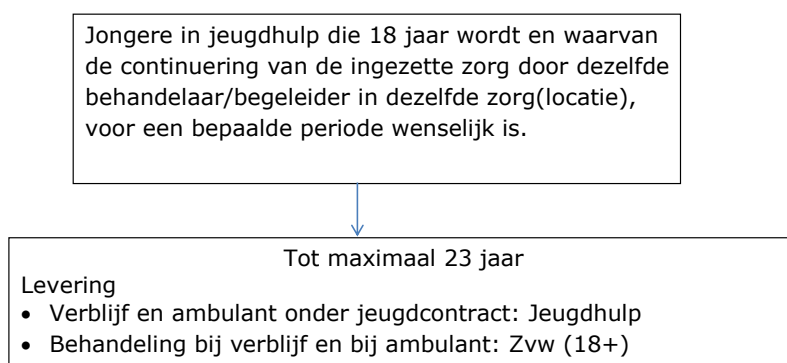 Jongere in jeugdhulp die 18 jaar wordt en waarvan
de continuering van de ingezette zorg door dezelfde
behandelaar/begeleider in dezelfde zorg(locatie),
voor een bepaalde periode wenselijk is.
Tot maximaal 23 jaar
Levering
• Verblijf en ambulant onder jeugdcontract: Jeugdhulp
• Behandeling bij verblijf en bij ambulant: Zvw (18+)